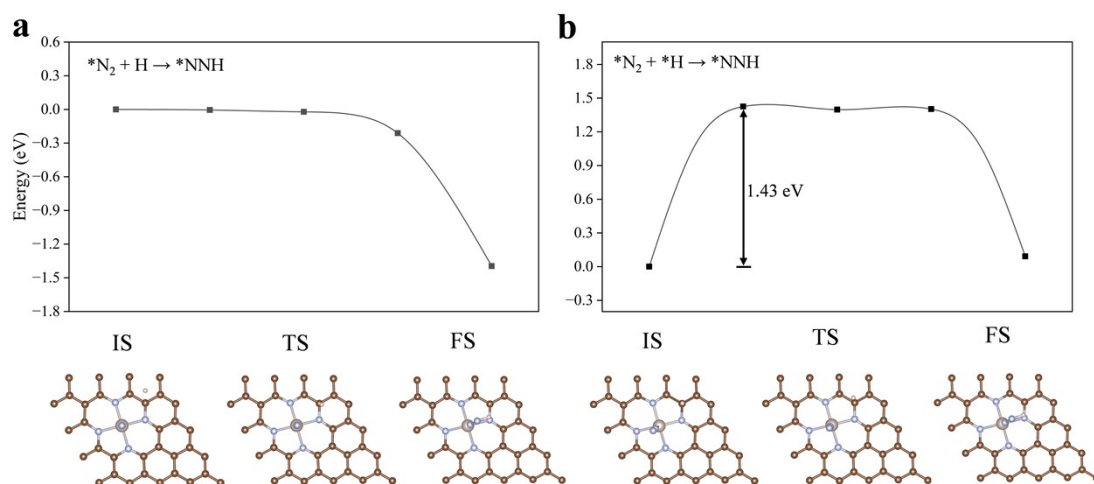 a
*N₂ + H → *NNH
Energy (eV)
0.6
0.3
0.0
−0.3
−0.6
−0.9
−1.2
−1.5
−1.8
IS TS FS
b
*N₂ + *H → *NNH
1.8
1.5
1.2
0.9
0.6
0.3
0.0
−0.3
1.43 eV
IS TS FS